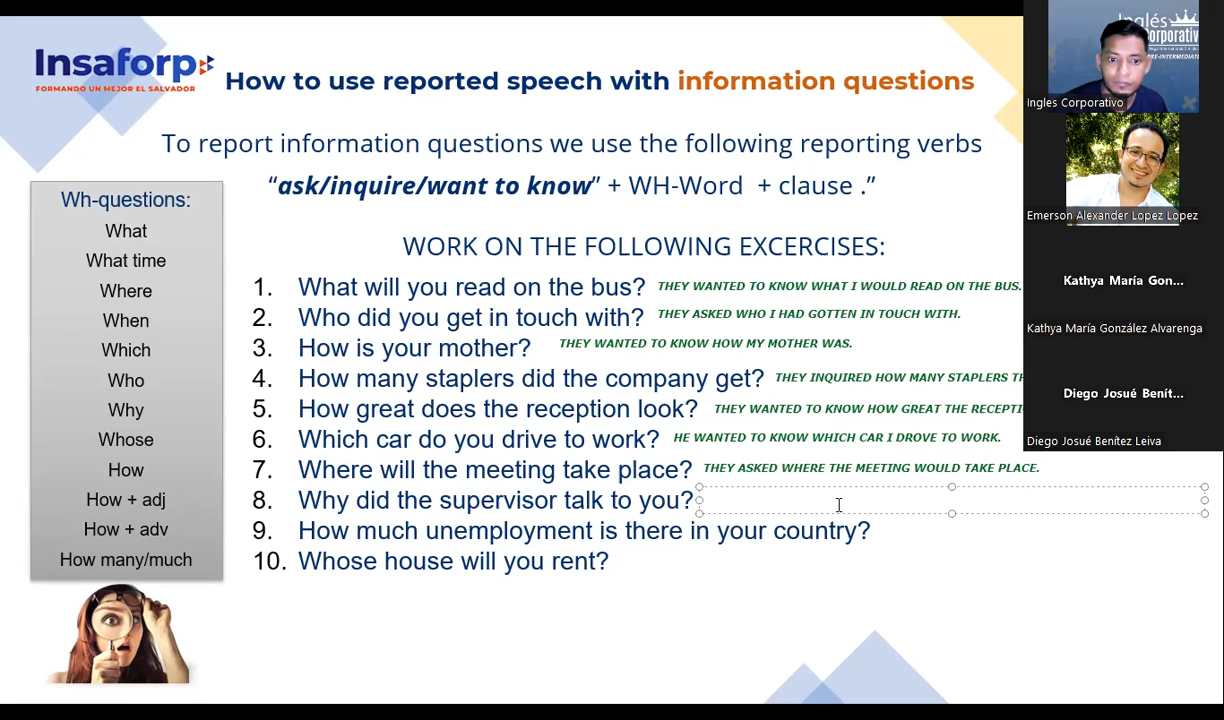 Insaforp
FORMANDO UN MEJOR EL SALVADOR
How to use reported speech with information questions
To report information questions we use the following reporting verbs
“ask/inquire/want to know” + WH-Word + clause .”
Wh-questions:
What
What time
Where
When
Which
Who
Why
Whose
How
How + adj
How + adv
How many/much
WORK ON THE FOLLOWING EXCERCISES:
1. What will you read on the bus? THEY WANTED TO KNOW WHAT I WOULD READ ON THE BUS.
2. Who did you get in touch with? THEY ASKED WHO I HAD GOTTEN IN TOUCH WITH.
3. How is your mother? THEY WANTED TO KNOW HOW MY MOTHER WAS.
4. How many staplers did the company get? THEY INQUIRED HOW MANY STAPLERS
5. How great does the reception look? THEY WANTED TO KNOW HOW GREAT THE
6. Which car do you drive to work? HE WANTED TO KNOW WHICH CAR I DROVE TO WORK.
7. Where will the meeting take place? THEY ASKED WHERE THE MEETING WOULD TAKE PLACE.
8. Why did the supervisor talk to you?
9. How much unemployment is there in your country?
10. Whose house will you rent?
Inglés
Ingles Corporativo
Emerson Alexander Lopez Lopez
Kathya María Gon...
Kathya María González Alvarenga
Diego Josué Benít...
Diego Josué Benítez Leiva